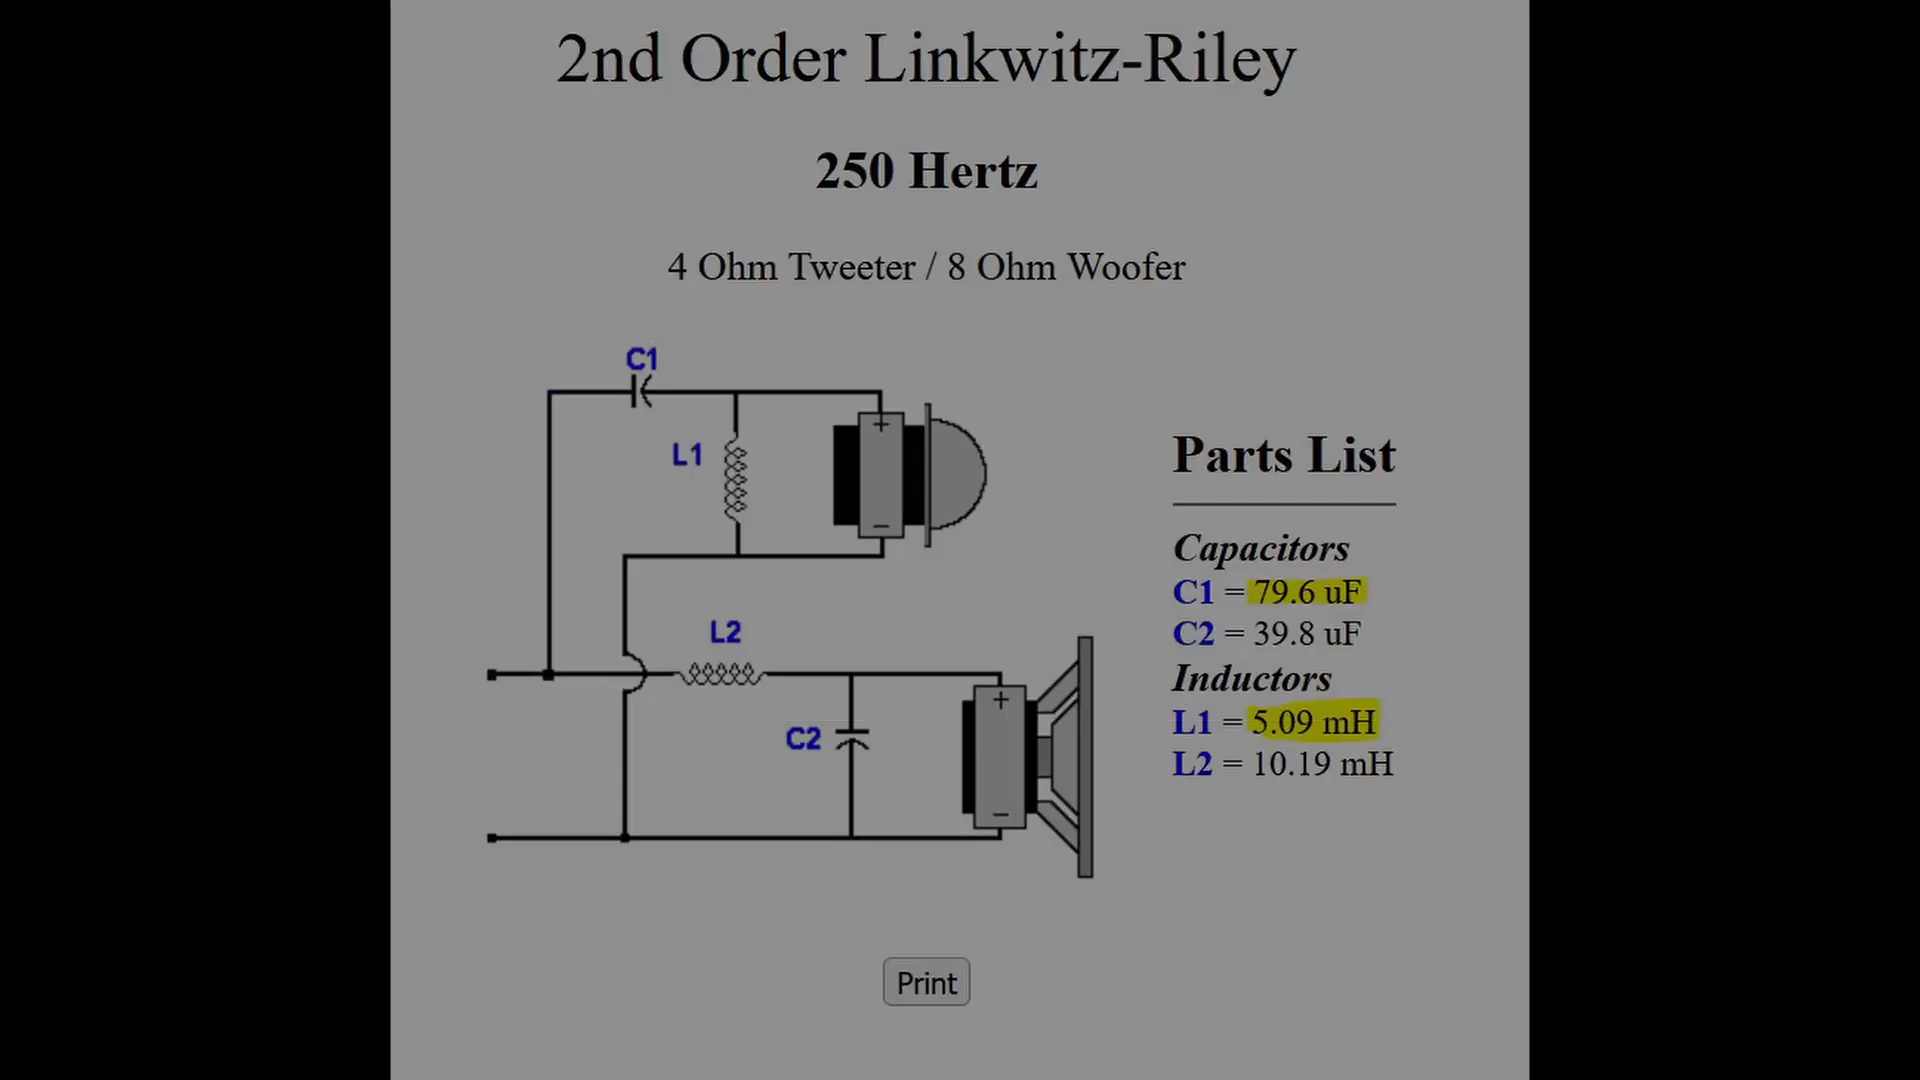 2nd Order Linkwitz-Riley
250 Hertz
4 Ohm Tweeter / 8 Ohm Woofer
C1
L1
+
−
L2
C2
+
−
Parts List
Capacitors
C1 = 79.6 uF
C2 = 39.8 uF
Inductors
L1 = 5.09 mH
L2 = 10.19 mH
Print